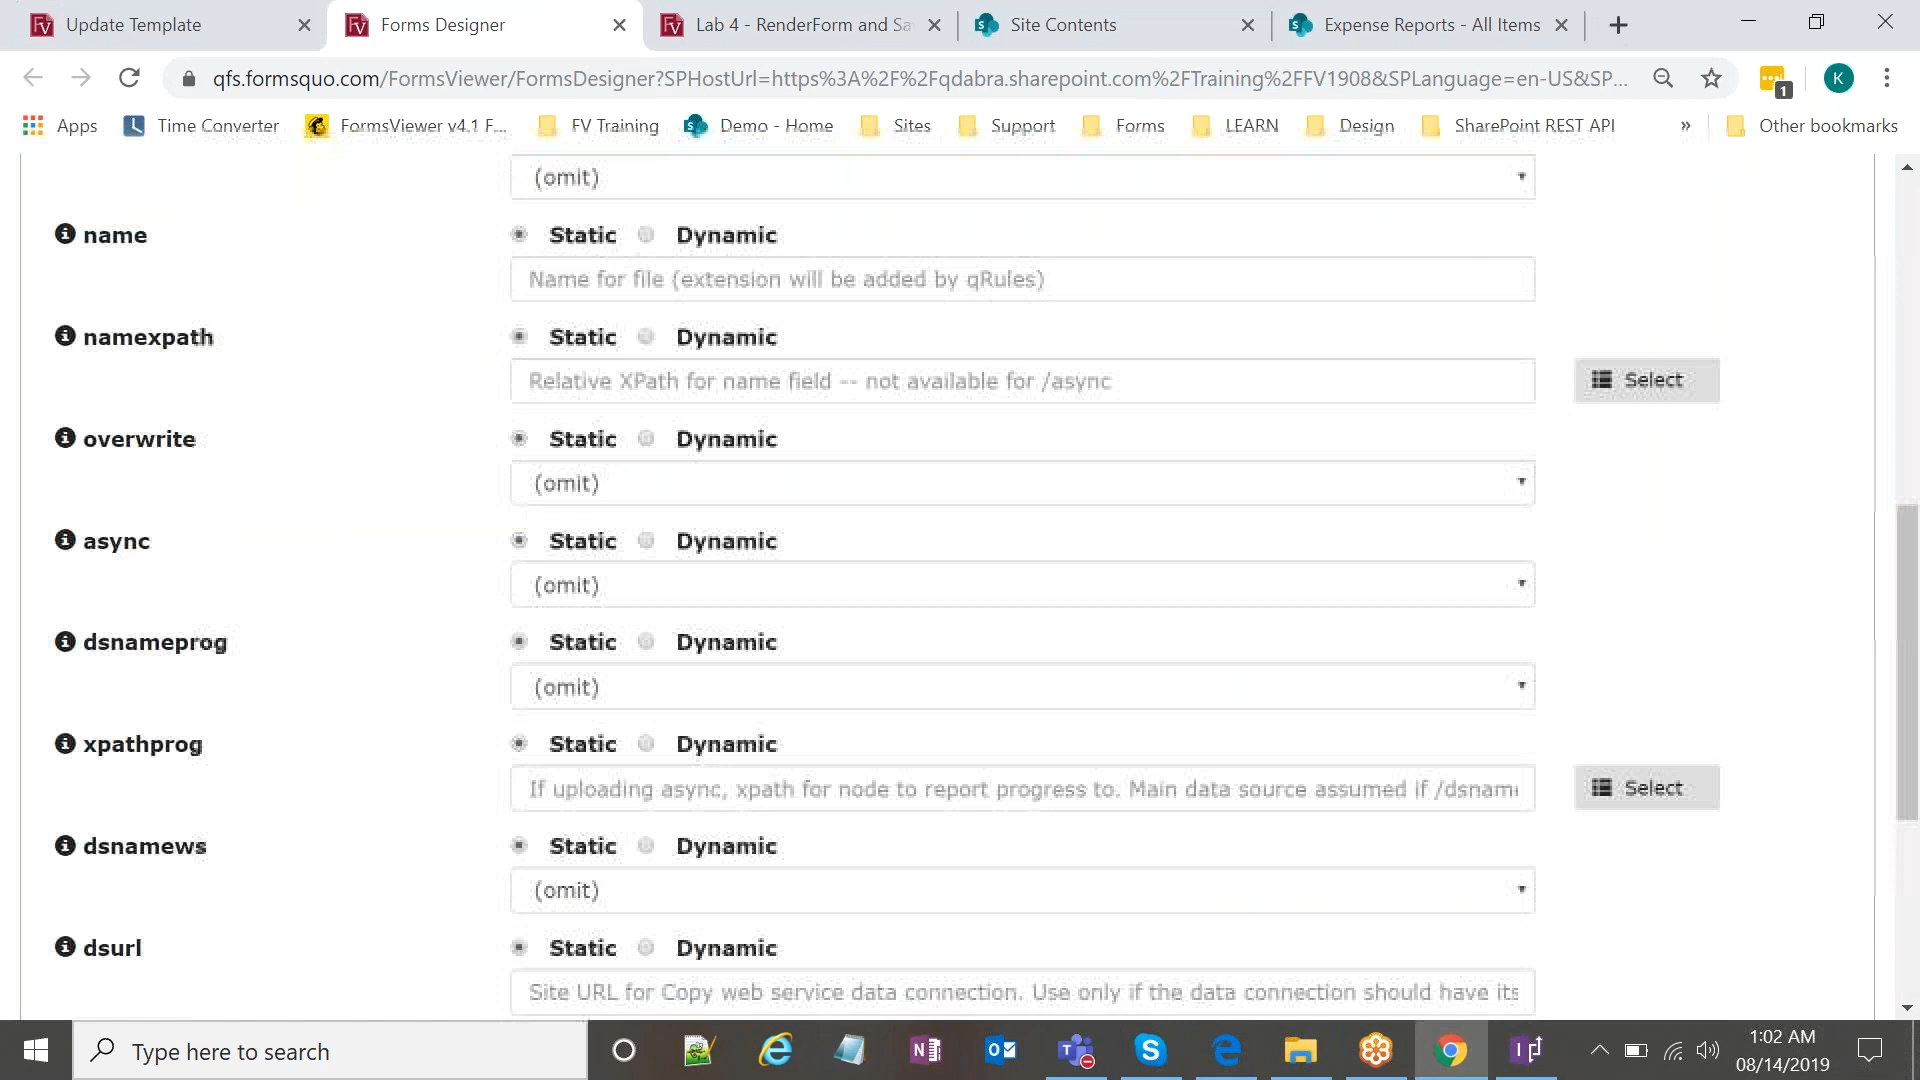 Update Template
Forms Designer
Lab 4 - RenderForm and Sa
Site Contents
Expense Reports - All Items
qfs.formsquo.com/FormsViewer/FormsDesigner?SPHostUrl=https%3A%2F%2Fqdabra.sharepoint.com%2FTraining%2FFV1908&SPLanguage=en-US&SP...
1
K
Apps
Time Converter
FormsViewer v4.1 F...
FV Training
Demo - Home
Sites
Support
Forms
LEARN
Design
SharePoint REST API
»
Other bookmarks
(omit)
name
Static Dynamic
Name for file (extension will be added by qRules)
namexpath
Static Dynamic
Relative XPath for name field -- not available for /async
Select
overwrite
Static Dynamic
(omit)
async
Static Dynamic
(omit)
dsnameprog
Static Dynamic
(omit)
xpathprog
Static Dynamic
If uploading async, xpath for node to report progress to. Main data source assumed if /dsname
Select
dsnamews
Static Dynamic
(omit)
dsurl
Static Dynamic
Site URL for Copy web service data connection. Use only if the data connection should have its
Type here to search
1:02 AM
08/14/2019